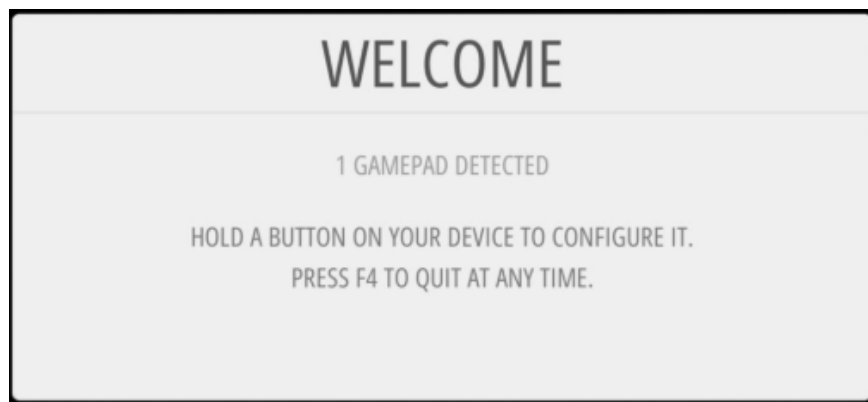 WELCOME
1 GAMEPAD DETECTED
HOLD A BUTTON ON YOUR DEVICE TO CONFIGURE IT.
PRESS F4 TO QUIT AT ANY TIME.